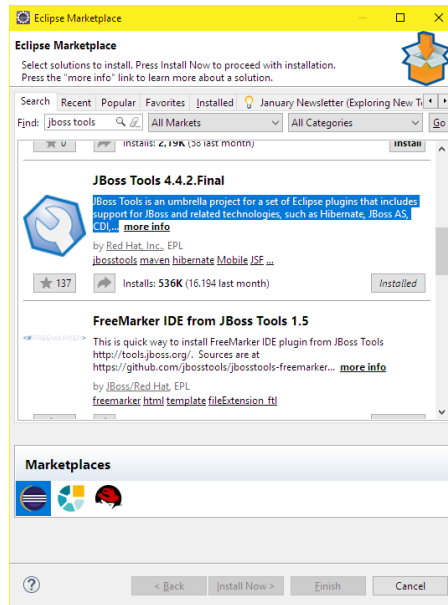 Eclipse Marketplace
Eclipse Marketplace
Select solutions to install. Press Install Now to proceed with installation.
Press the "more info" link to learn more about a solution.
Search Recent Popular Favorites Installed January Newsletter (Exploring New Te
Find: jboss tools All Markets All Categories Go
0 Installs: 2,19K (58 last month) Install
JBoss Tools 4.4.2.Final
JBoss Tools is an umbrella project for a set of Eclipse plugins that includes
support for JBoss and related technologies, such as Hibernate, JBoss AS,
CDI,... more info
by Red Hat, Inc., EPL
jbosstools maven hibernate Mobile JSF ...
137 Installs: 536K (16.194 last month) Installed
FreeMarker IDE from JBoss Tools 1.5
<#FREEMARKER>
This is quick way to install FreeMarker IDE plugin from JBoss Tools
http://tools.jboss.org/. Sources are at
https://github.com/jbosstools/jbosstools-freemarker... more info
by JBoss/Red Hat, EPL
freemarker html template fileExtension_ftl
Marketplaces
? < Back Install Now > Finish Cancel